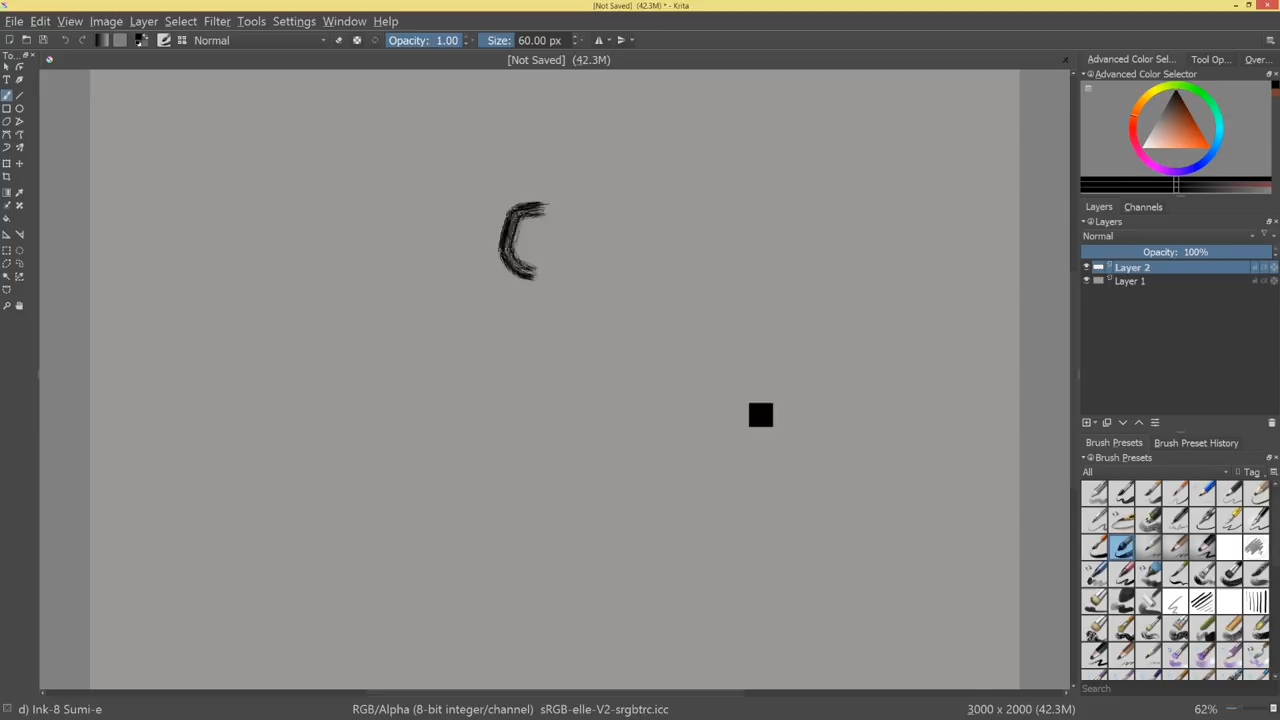 [Not Saved] (42.3M) *
File Edit View Image Layer Select Filter Tools Settings Window Help
Normal Opacity: 1.00 Size: 60.00 px
To... [Not Saved] (42.3M) x Advanced Color Sel... Tool Op... Over...
Advanced Color Selector
C
Layers Channels
Layers
Normal
Opacity: 100%
Layer 2
Layer 1
Brush Presets Brush Preset History
Brush Presets
All Tag
Search
d) Ink-8 Sumi-e RGB/Alpha (8-bit integer/channel) sRGB-elle-V2-srgbtrc.icc 3000 x 2000 (42.3M) 62%